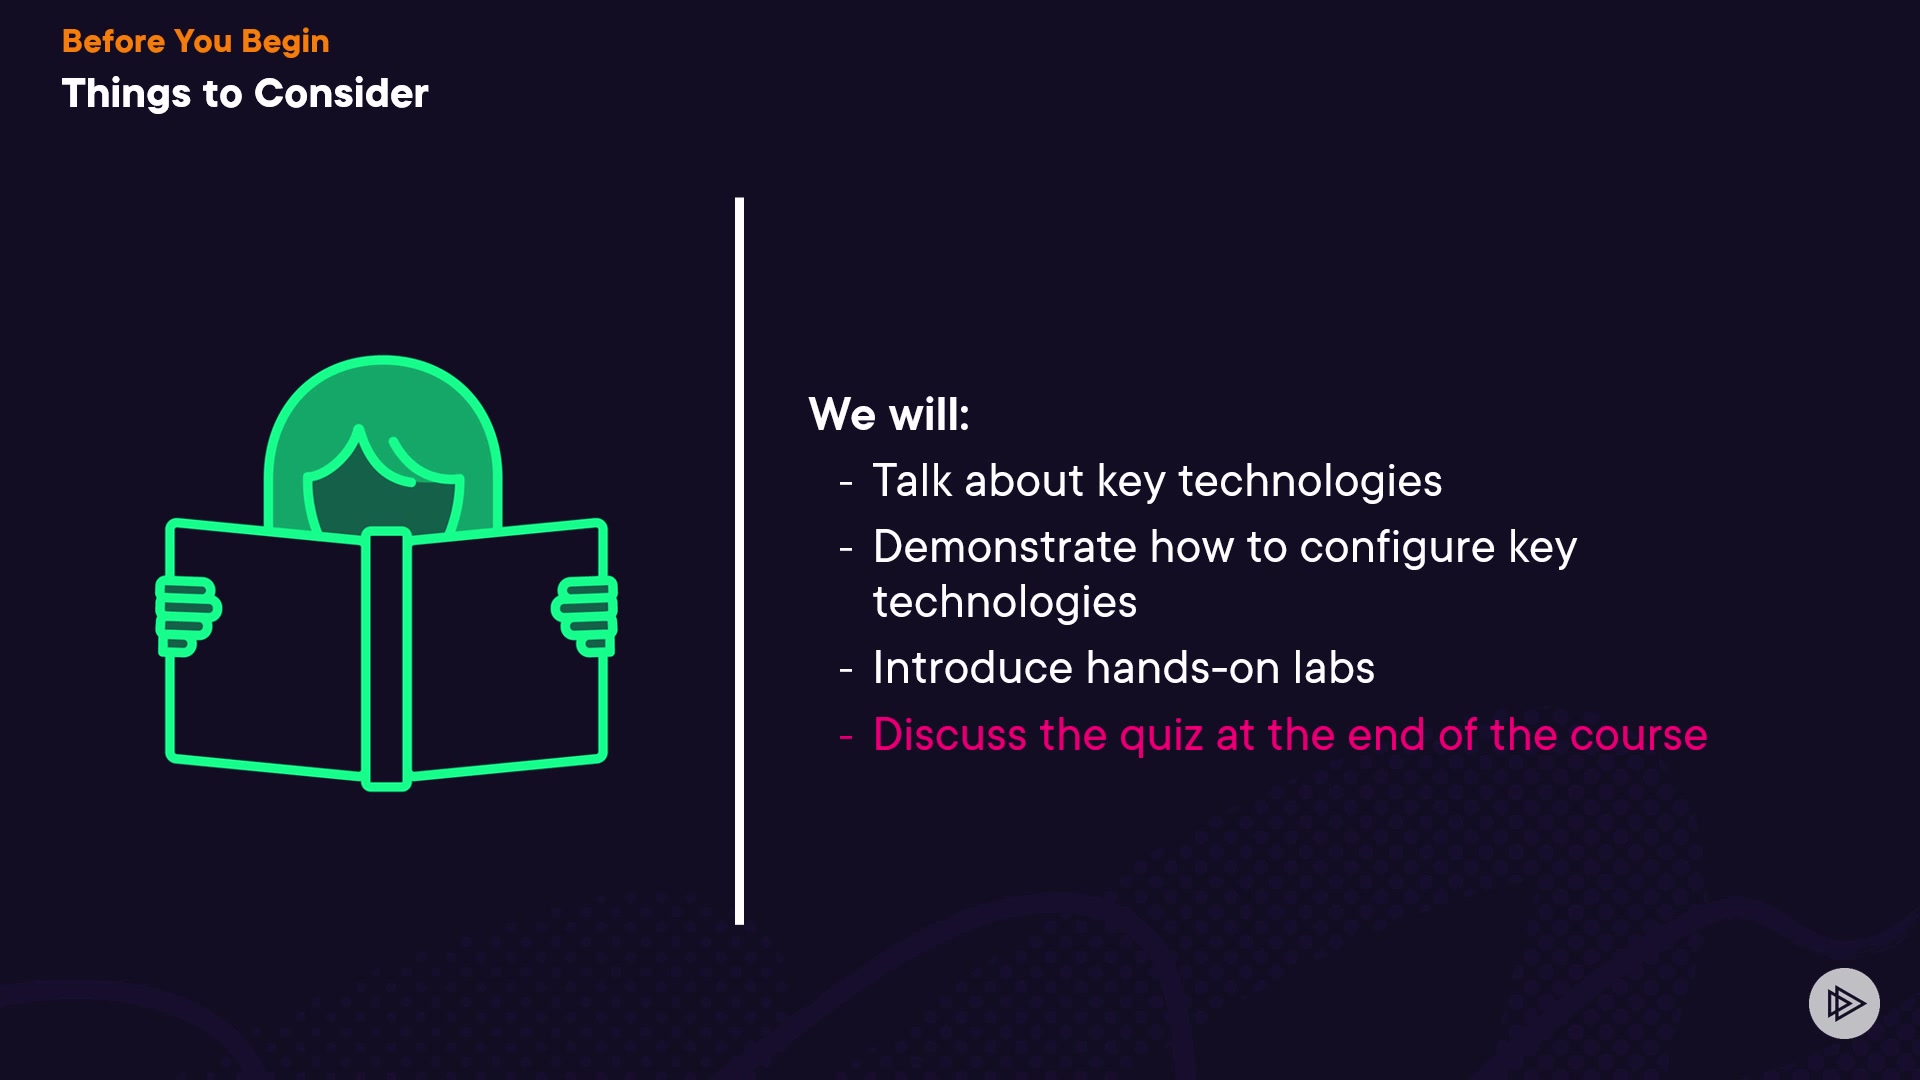 Before You Begin
Things to Consider
We will:
- Talk about key technologies
- Demonstrate how to configure key
technologies
- Introduce hands-on labs
- Discuss the quiz at the end of the course